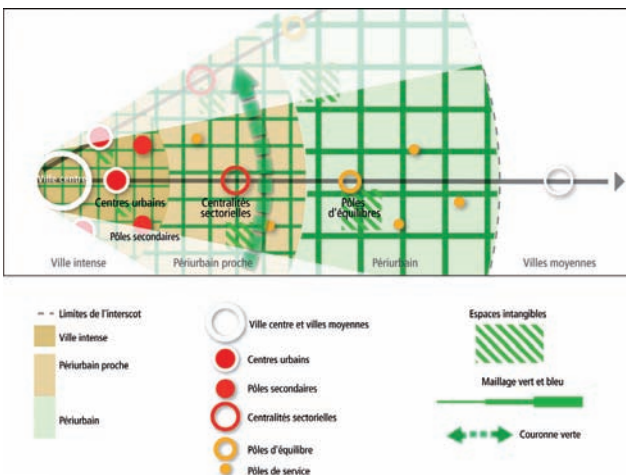 Ville centre
Centres urbains
Centralités
sectorielles
Pôles
d'équilibres
Pôles secondaires
Ville intense
Périurbain proche
Périurbain
Villes moyennes
Limites de l'interscot
Ville intense
Périurbain proche
Périurbain
Ville centre et villes moyennes
Centres urbains
Pôles secondaires
Centralités sectorielles
Pôles d'équilibre
Pôles de service
Espaces intangibles
Maillage vert et bleu
Couronne verte